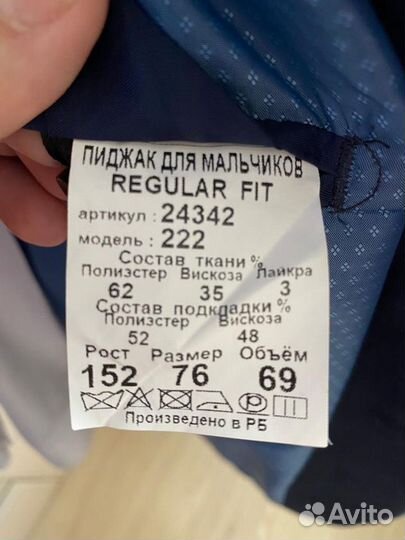 ПИДЖАК ДЛЯ МАЛЬЧИКОВ
REGULAR FIT
артикул : 24342
модель : 222
Состав ткани %
Полиэстер Вискоза Лайкра
62 35 3
Состав подкладки %
Полиэстер Вискоза
52 48
Рост Размер Объём
152 76 69
P
Произведено в РБ
Avito